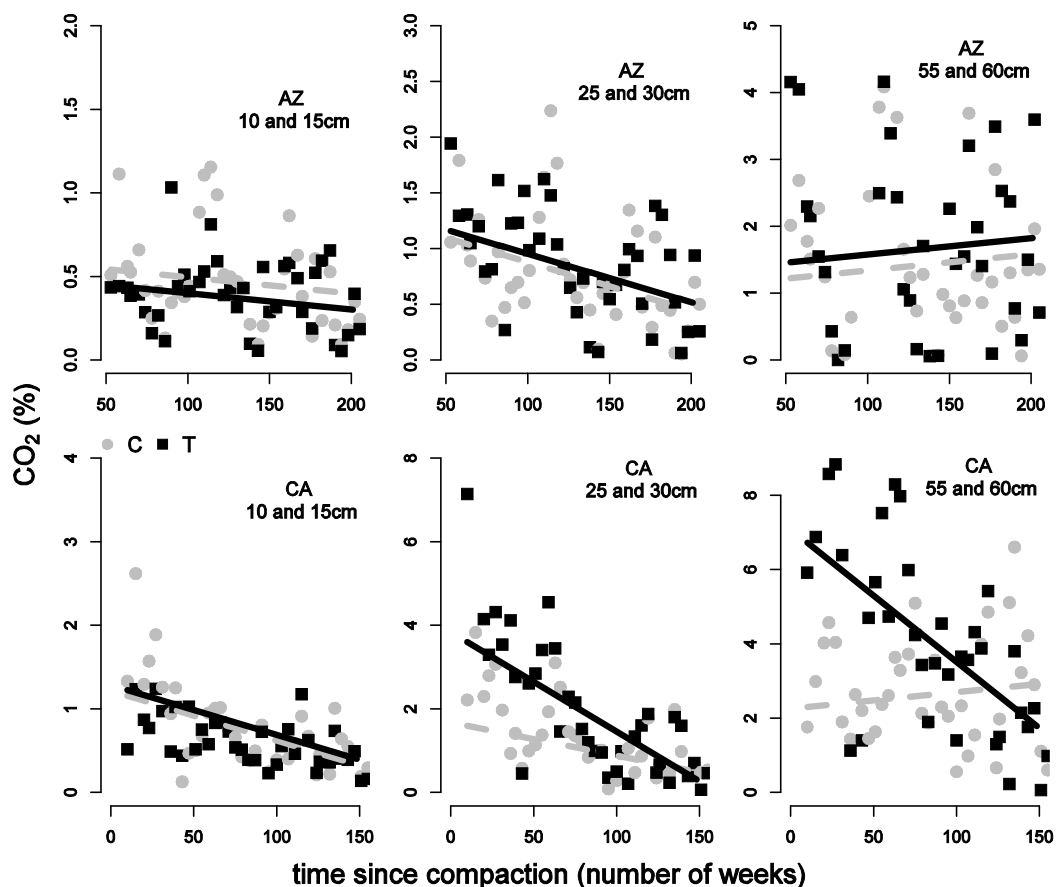 AZ
10 and 15cm
2.0
1.5
1.0
0.5
0.0
50 100 150 200
AZ
25 and 30cm
3.0
2.5
2.0
1.5
1.0
0.5
0.0
50 100 150 200
AZ
55 and 60cm
5
4
3
2
1
0
50 100 150 200
CO2 (%)
C T
CA
10 and 15cm
4
3
2
1
0
0 50 100 150
CA
25 and 30cm
8
6
4
2
0
0 50 100 150
CA
55 and 60cm
8
6
4
2
0
0 50 100 150
time since compaction (number of weeks)